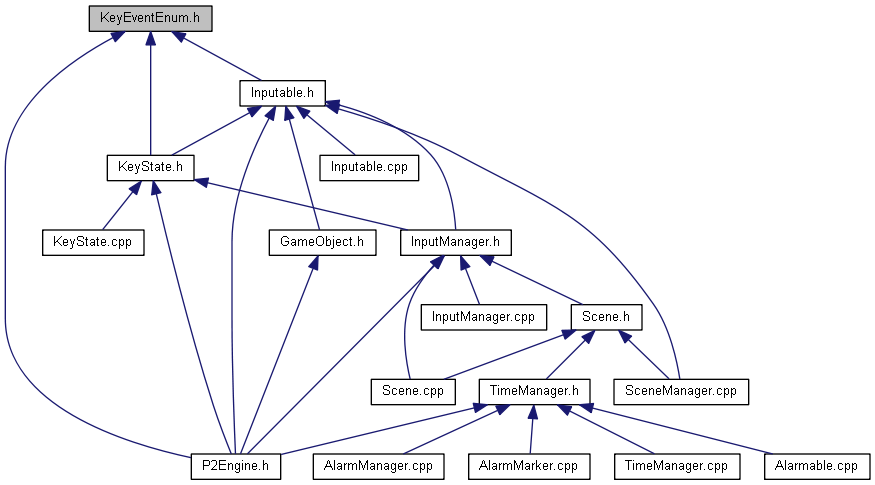 KeyEventEnum.h
Inputable.h
KeyState.h
Inputable.cpp
KeyState.cpp
GameObject.h
InputManager.h
InputManager.cpp
Scene.h
Scene.cpp
TimeManager.h
SceneManager.cpp
P2Engine.h
AlarmManager.cpp
AlarmMarker.cpp
TimeManager.cpp
Alarmable.cpp